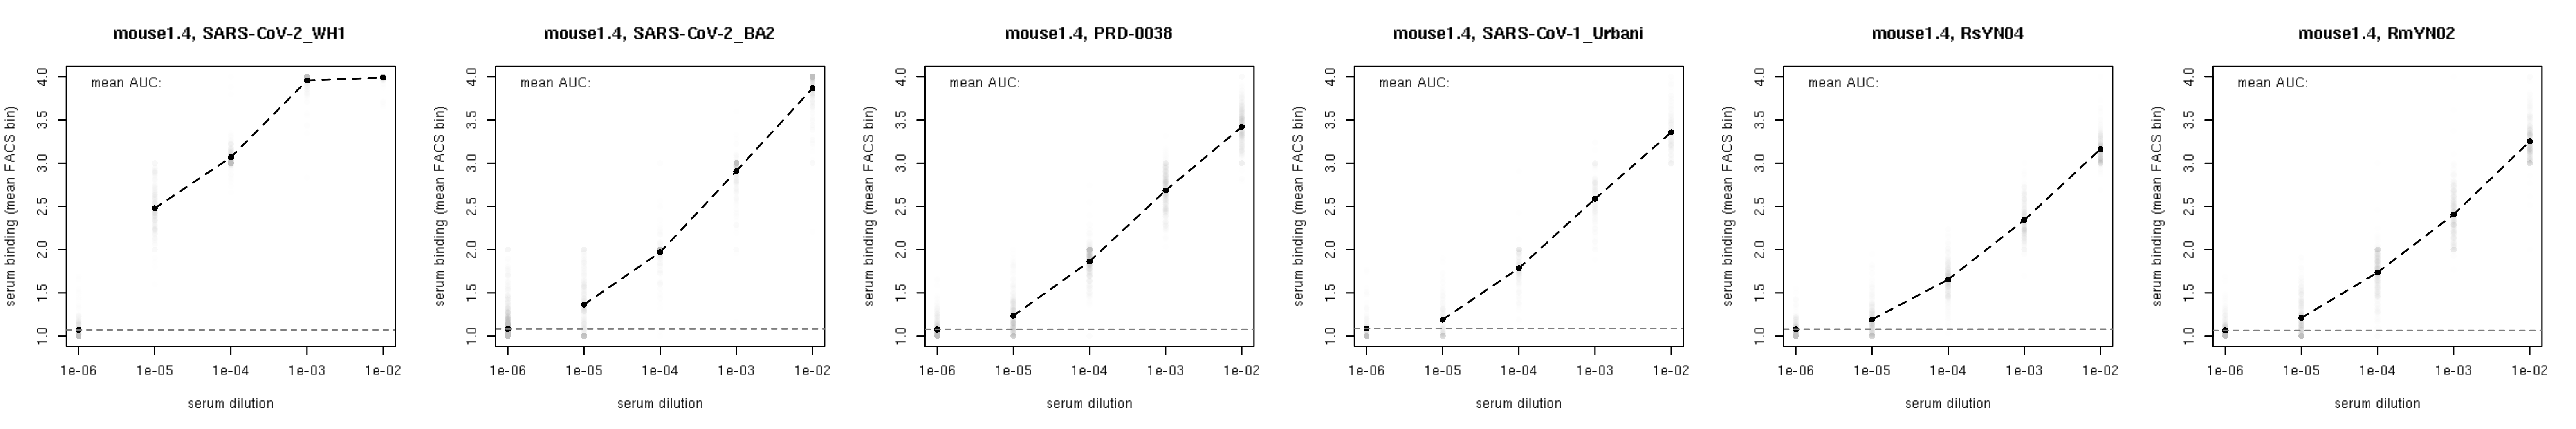 mouse1.4, SARS-CoV-2_WH1
mean AUC:
serum binding (mean FACS bin)
4.0
3.5
3.0
2.5
2.0
1.5
1.0
1e-06 1e-05 1e-04 1e-03 1e-02
serum dilution
mouse1.4, SARS-CoV-2_BA2
mean AUC:
serum binding (mean FACS bin)
4.0
3.5
3.0
2.5
2.0
1.5
1.0
1e-06 1e-05 1e-04 1e-03 1e-02
serum dilution
mouse1.4, PRD-0038
mean AUC:
serum binding (mean FACS bin)
4.0
3.5
3.0
2.5
2.0
1.5
1.0
1e-06 1e-05 1e-04 1e-03 1e-02
serum dilution
mouse1.4, SARS-CoV-1_Urbani
mean AUC:
serum binding (mean FACS bin)
4.0
3.5
3.0
2.5
2.0
1.5
1.0
1e-06 1e-05 1e-04 1e-03 1e-02
serum dilution
mouse1.4, RsYN04
mean AUC:
serum binding (mean FACS bin)
4.0
3.5
3.0
2.5
2.0
1.5
1.0
1e-06 1e-05 1e-04 1e-03 1e-02
serum dilution
mouse1.4, RmYN02
mean AUC:
serum binding (mean FACS bin)
4.0
3.5
3.0
2.5
2.0
1.5
1.0
1e-06 1e-05 1e-04 1e-03 1e-02
serum dilution